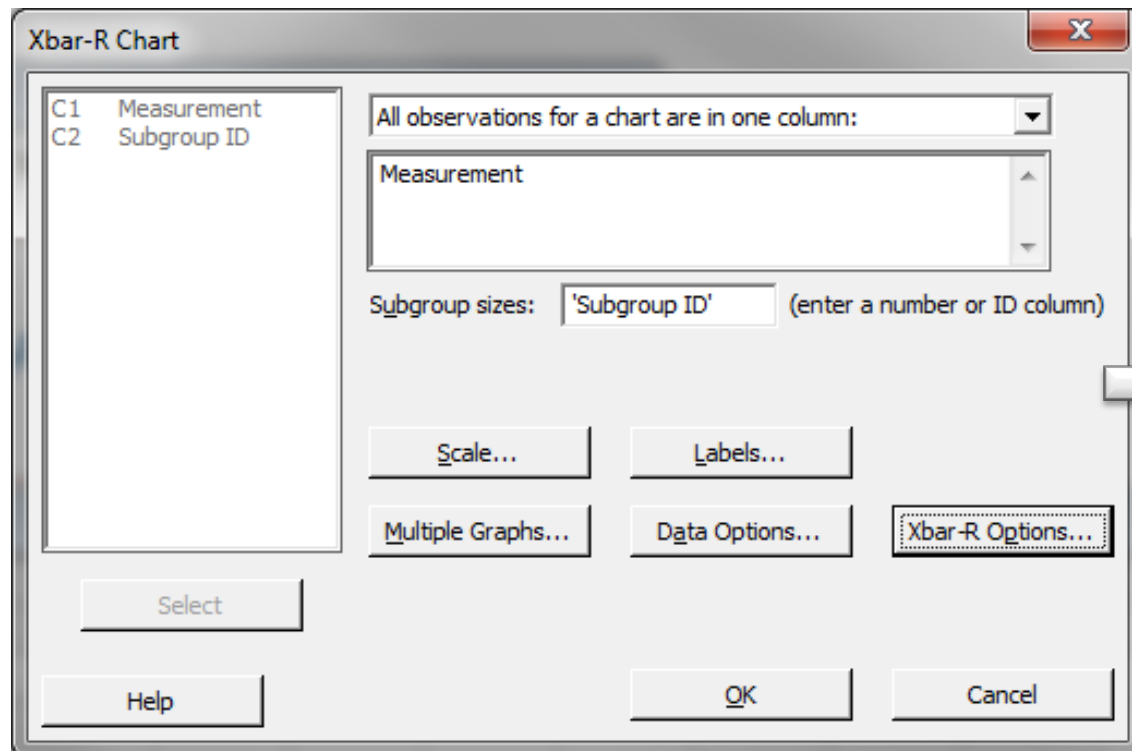 Xbar-R Chart
C1 Measurement
C2 Subgroup ID
All observations for a chart are in one column:
Measurement
Subgroup sizes: 'Subgroup ID' (enter a number or ID column)
Scale... Labels...
Multiple Graphs... Data Options... Xbar-R Options...
Select
Help OK Cancel